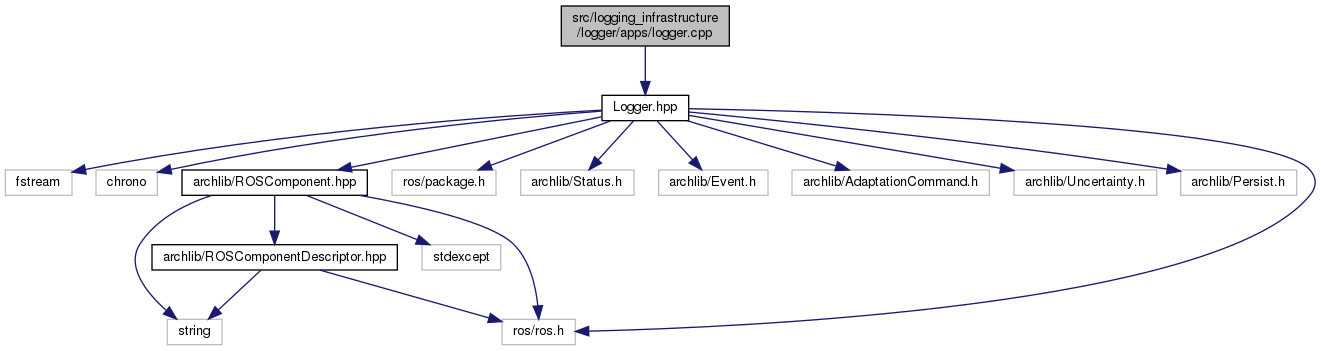 src/logging_infrastructure
/logger/apps/logger.cpp
Logger.hpp
fstream
chrono
archlib/ROSComponent.hpp
ros/package.h
archlib/Status.h
archlib/Event.h
archlib/AdaptationCommand.h
archlib/Uncertainty.h
archlib/Persist.h
archlib/ROSComponentDescriptor.hpp
stdexcept
string
ros/ros.h